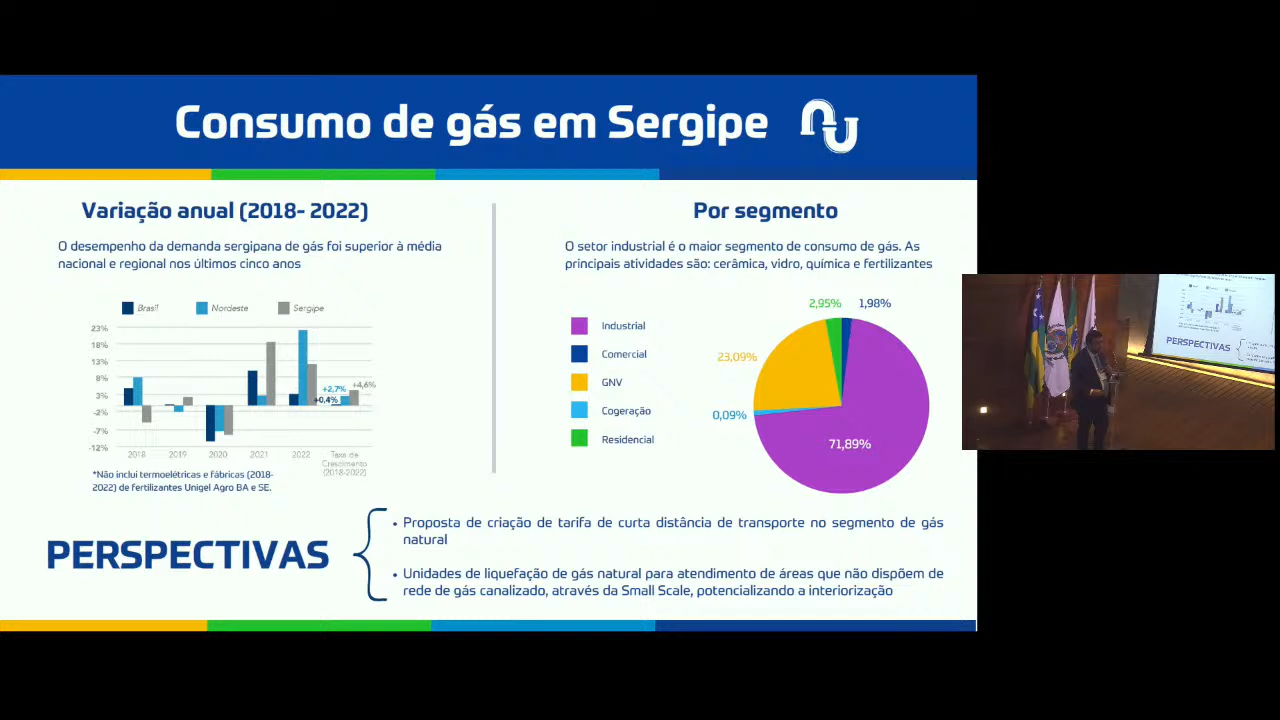 Consumo de gás em Sergipe
Variação anual (2018- 2022)
O desempenho da demanda sergipana de gás foi superior à média
nacional e regional nos últimos cinco anos
Brasil
Nordeste
Sergipe
23%
18%
13%
8%
3%
-2%
-7%
-12%
+2,7%
+4,6%
+0.4%
2018
2019
2020
2021
2022
Taxa de
Crescimento
(2018-2022)
*Não inclui termoelétricas e fábricas (2018-
2022) de fertilizantes Unigel Agro BA e SE.
Por segmento
O setor industrial é o maior segmento de consumo de gás. As
principais atividades são: cerâmica, vidro, química e fertilizantes
Industrial
Comercial
GNV
Cogeração
Residencial
2,95%
1,98%
23,09%
0,09%
71,89%
PERSPECTIVAS
• Proposta de criação de tarifa de curta distância de transporte no segmento de gás
natural
• Unidades de liquefação de gás natural para atendimento de áreas que não dispõem de
rede de gás canalizado, através da Small Scale, potencializando a interiorização
PERSPECTIVAS